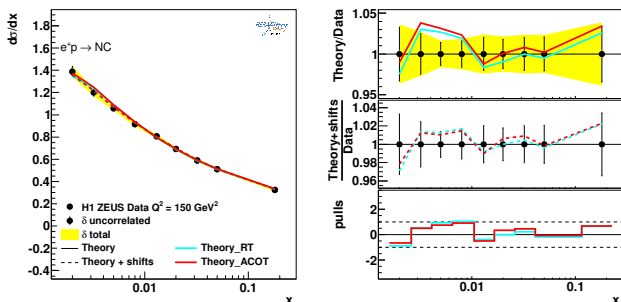 dσ/dx
e⁺p → NC
1.8
1.6
1.4
1.2
1
0.8
0.6
0.4
0.2
0
-0.2
-0.4
H1 ZEUS Data Q² = 150 GeV²
δ uncorrelated
δ total
Theory
Theory + shifts
Theory_RT
Theory_ACOT
0.01
0.1
x
Theory/Data
1.05
1
0.95
Theory+shifts
Data
1.04
1.02
1
0.98
0.96
pulls
2
0
-2
0.01
0.1
x